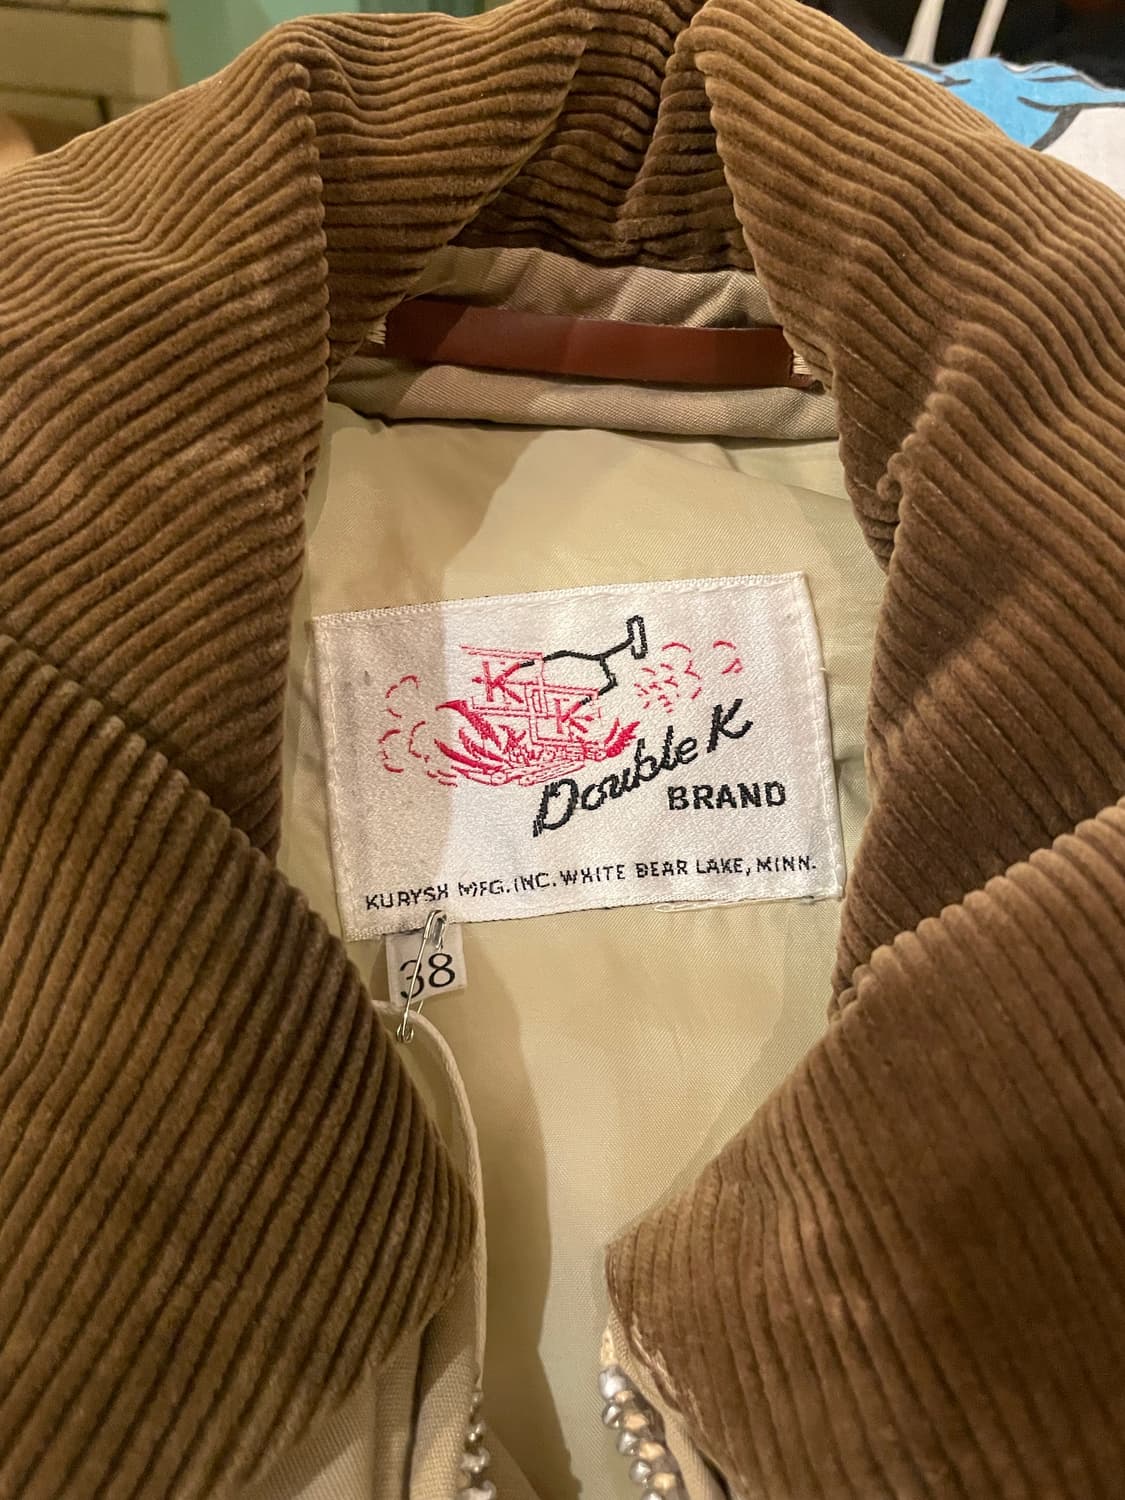 K
K
Double K
BRAND
KURYSH MFG. INC. WHITE BEAR LAKE, MINN.
38